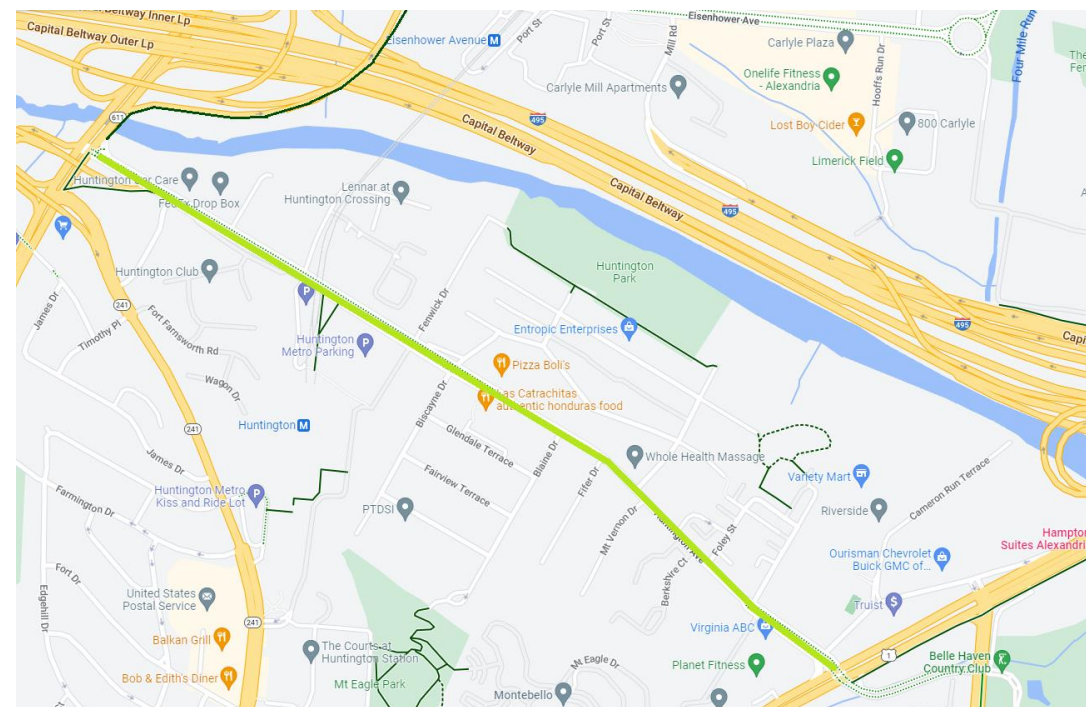 Capital Beltway Inner Lp
Capital Beltway Outer Lp
Eisenhower Avenue M
Port St
Port St
Mill Rd
Eisenhower Ave
Carlyle Plaza
Four Mile Run
The
Onelife Fitness
- Alexandria
Hooffs Run Dr
Carlyle Mill Apartments
Lost Boy Cider
800 Carlyle
Limerick Field
611
495
Capital Beltway
Capital Beltway
495
495
Huntington Car Care
FedEx Drop Box
Lennar at
Huntington Crossing
Huntington Club
Huntington
Park
James Dr
Timothy Pl
241
Fort Farnsworth Rd
P
Huntington
Metro Parking
P
Fenwick Dr
Entropic Enterprises
Pizza Boli's
Las Catrachitas
authentic honduras food
Wagon Dr
Biscayne Dr
Huntington M
241
Glendale Terrace
Blaine Dr
Fairview Terrace
Fifer Dr
Whole Health Massage
James Dr
Farmington Dr
Huntington Metro
Kiss and Ride Lot
P
PTDSI
Mt Vernon Dr
Foley St
Variety Mart
Cameron Run Terrace
Riverside
Hampton
Suites Alexandri
Ourisman Chevrolet
Buick GMC of...
Fort Dr
Edgehill Dr
United States
Postal Service
Berkshire Ct
Truist
241
Balkan Grill
The Courts at
Huntington Station
Virginia ABC
1
Bob & Edith's Diner
Mt Eagle Park
Mt Eagle Dr
Planet Fitness
Belle Haven
Country Club
Montebello